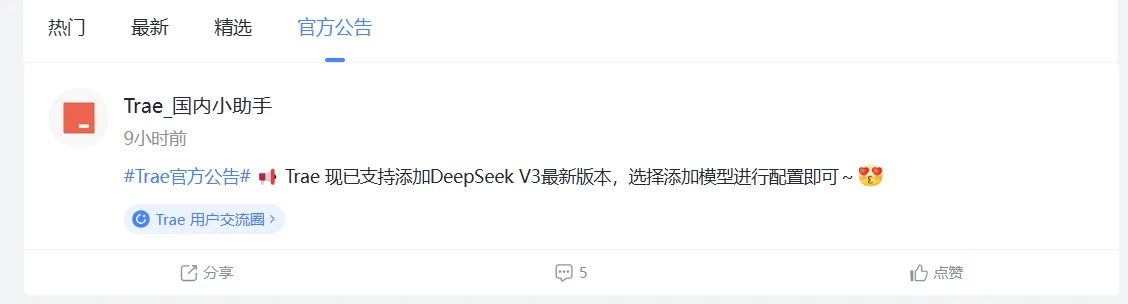 热门 最新 精选 官方公告
Trae_国内小助手
9小时前
#Trae官方公告# 📢 Trae 现已支持添加DeepSeek V3最新版本，选择添加模型进行配置即可～😍
Trae 用户交流圈 >
分享 5 点赞